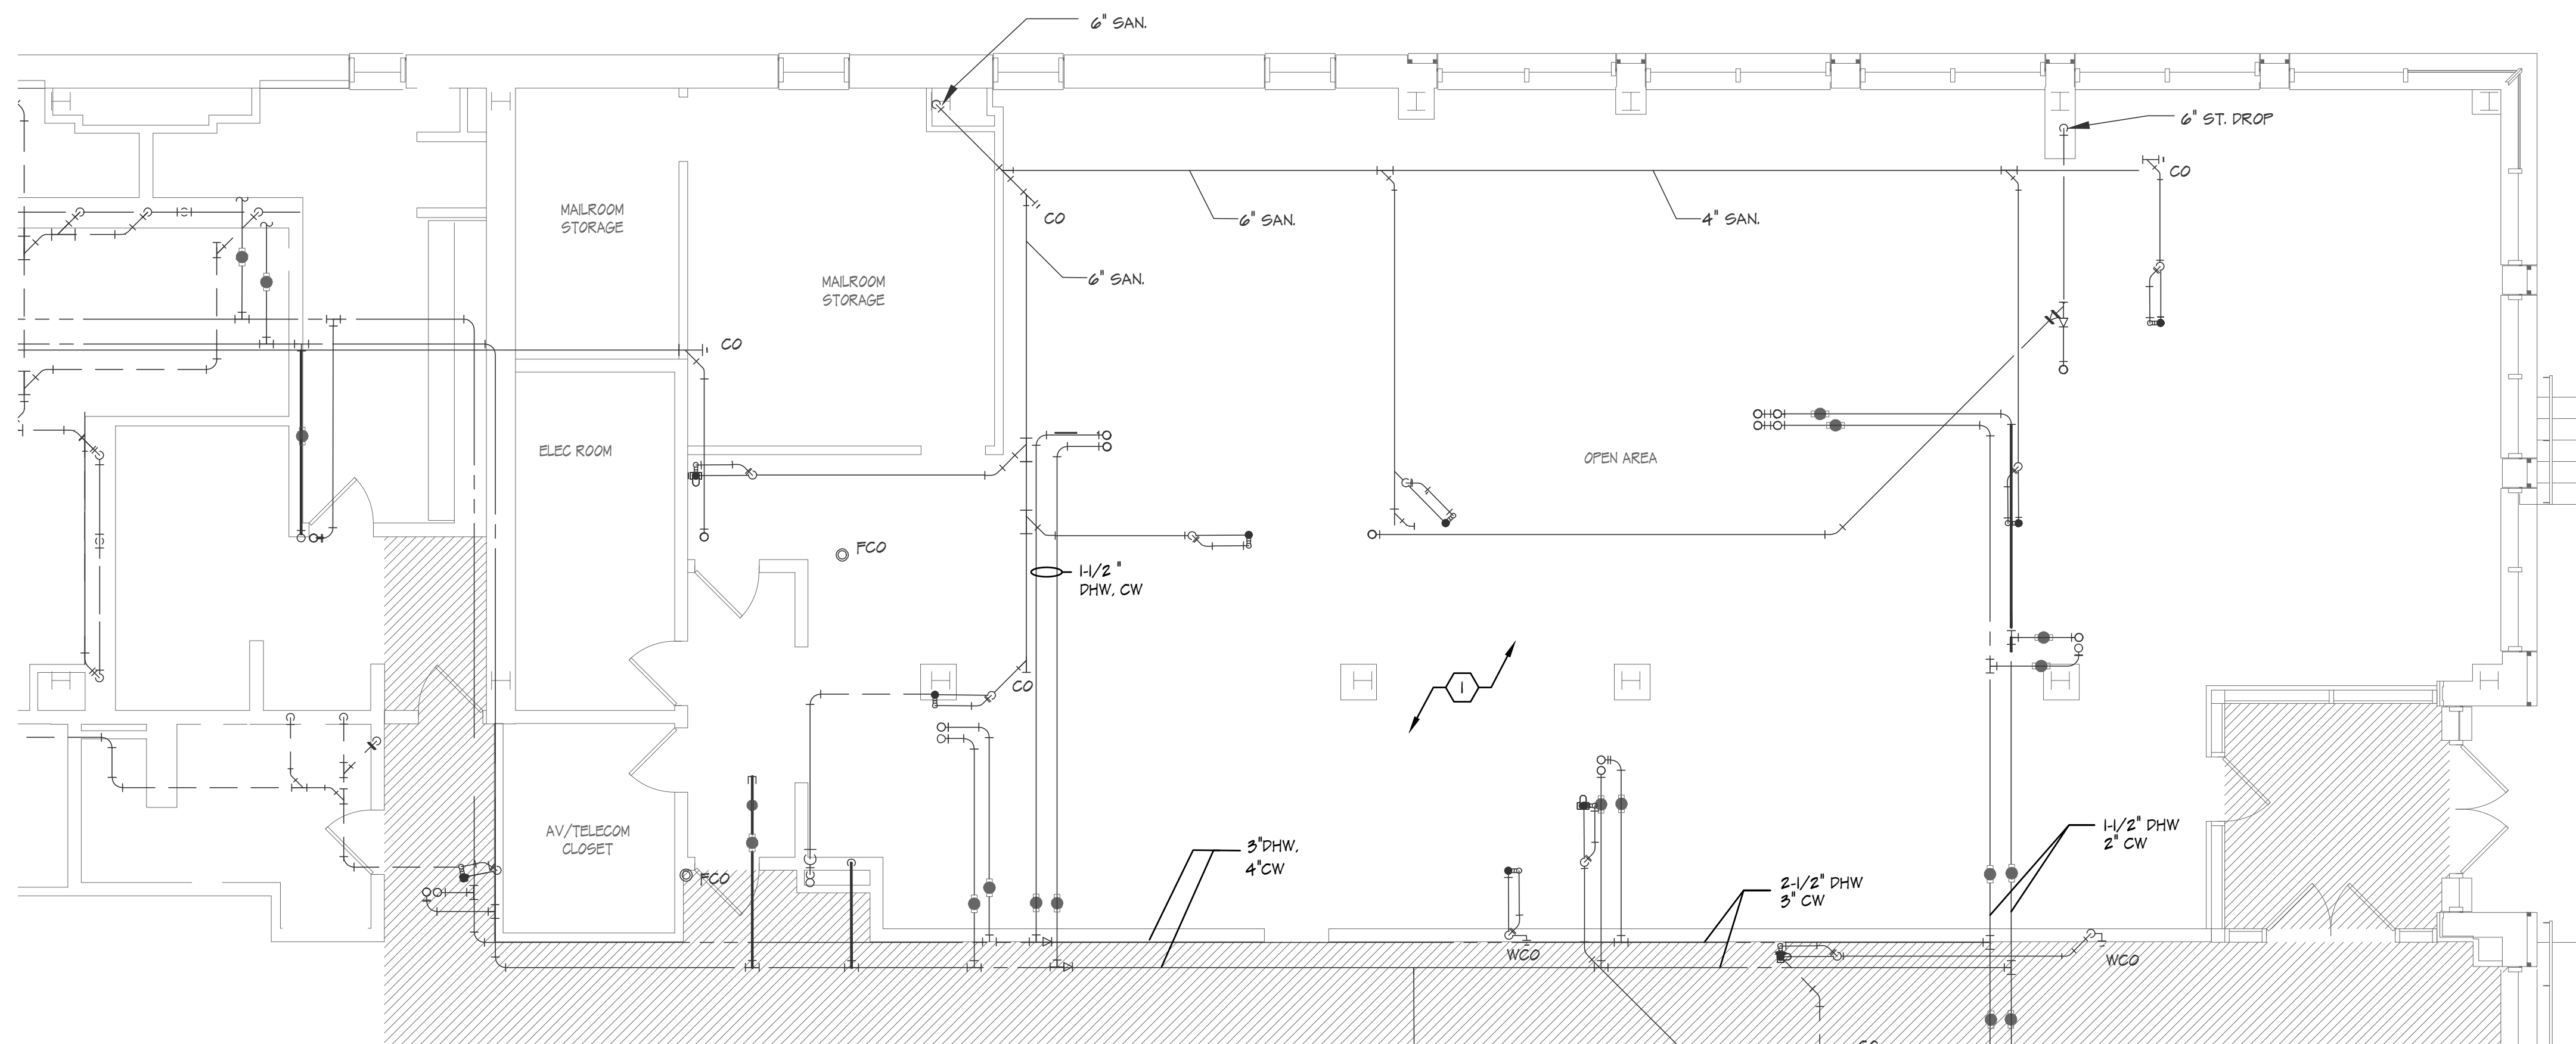 6" SAN.
6" ST. DROP
CO
MAILROOM
STORAGE
CO
6" SAN.
4" SAN.
MAILROOM
STORAGE
6" SAN.
CO
ELEC ROOM
OPEN AREA
FCO
1-1/2 "
DHW, CW
CO
1
AV/TELECOM
CLOSET
3"DHW,
4"CW
1-1/2" DHW
2" CW
FCO
2-1/2" DHW
3" CW
WCO
WCO